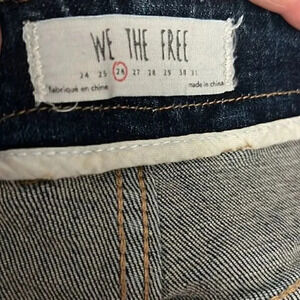 WE THE FREE
24 25 26 27 28 29 30 31
fabriqué en chine made in china